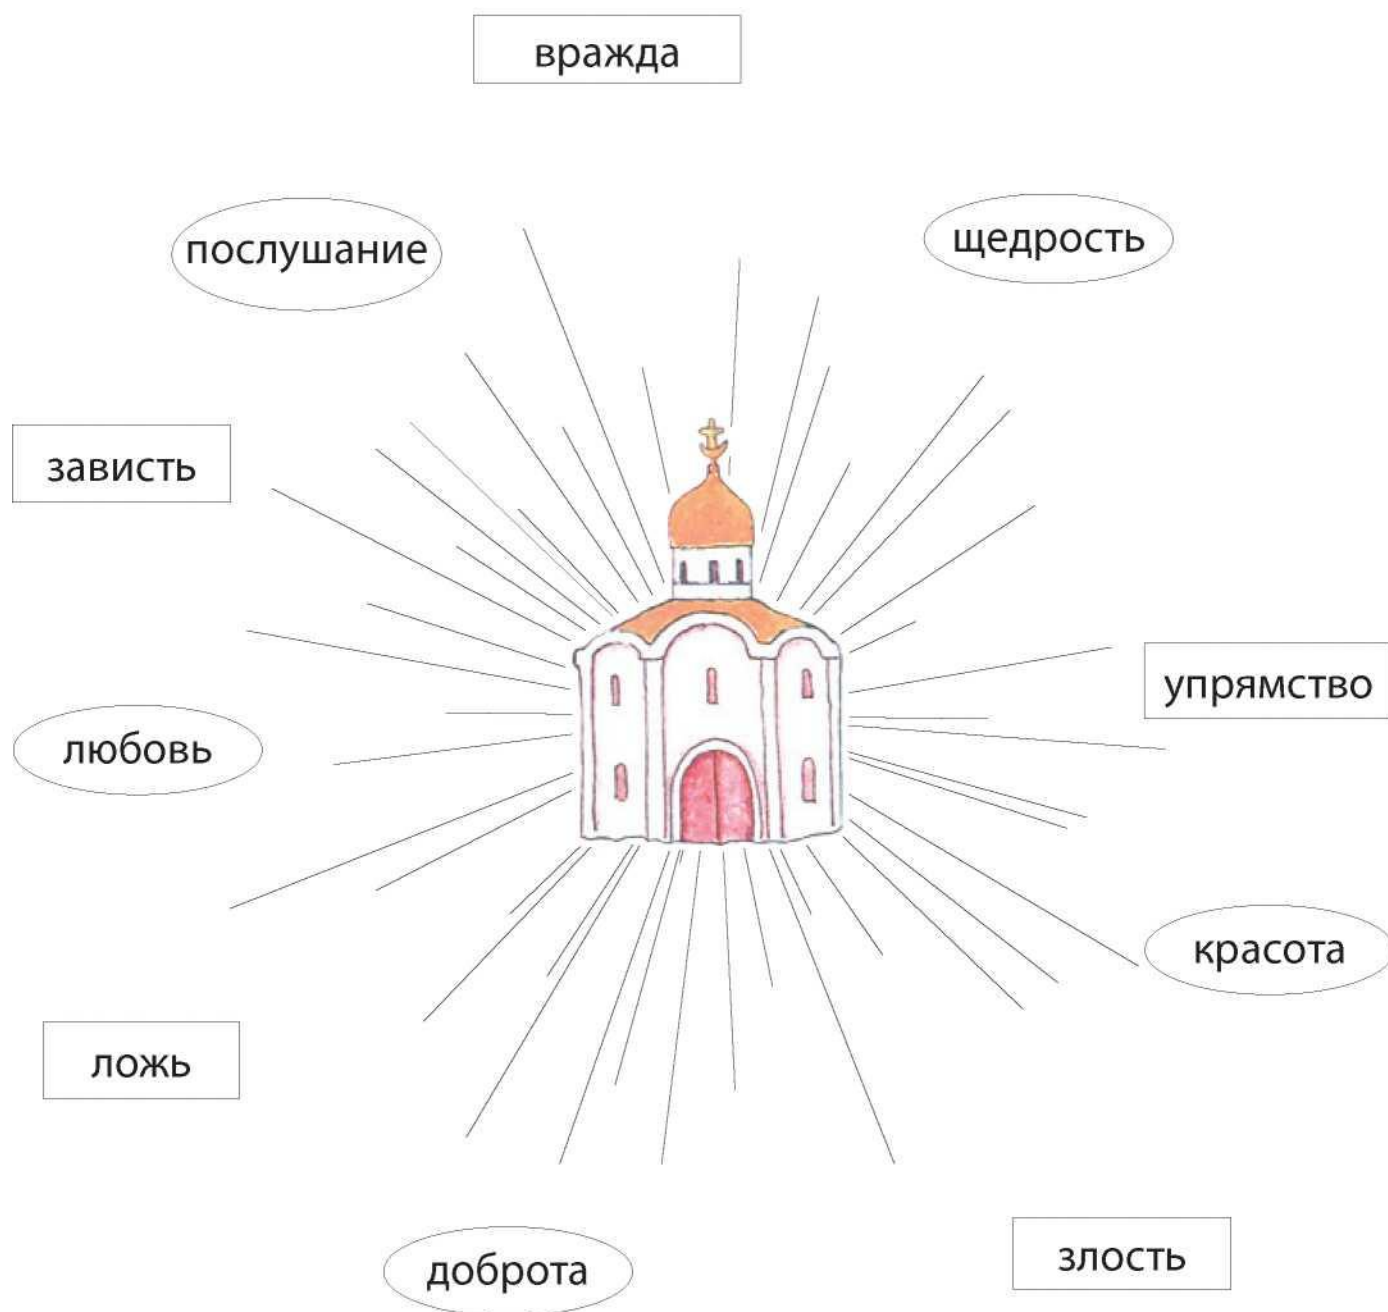 вражда
послушание
щедрость
зависть
упрямство
любовь
красота
ложь
злость
доброта